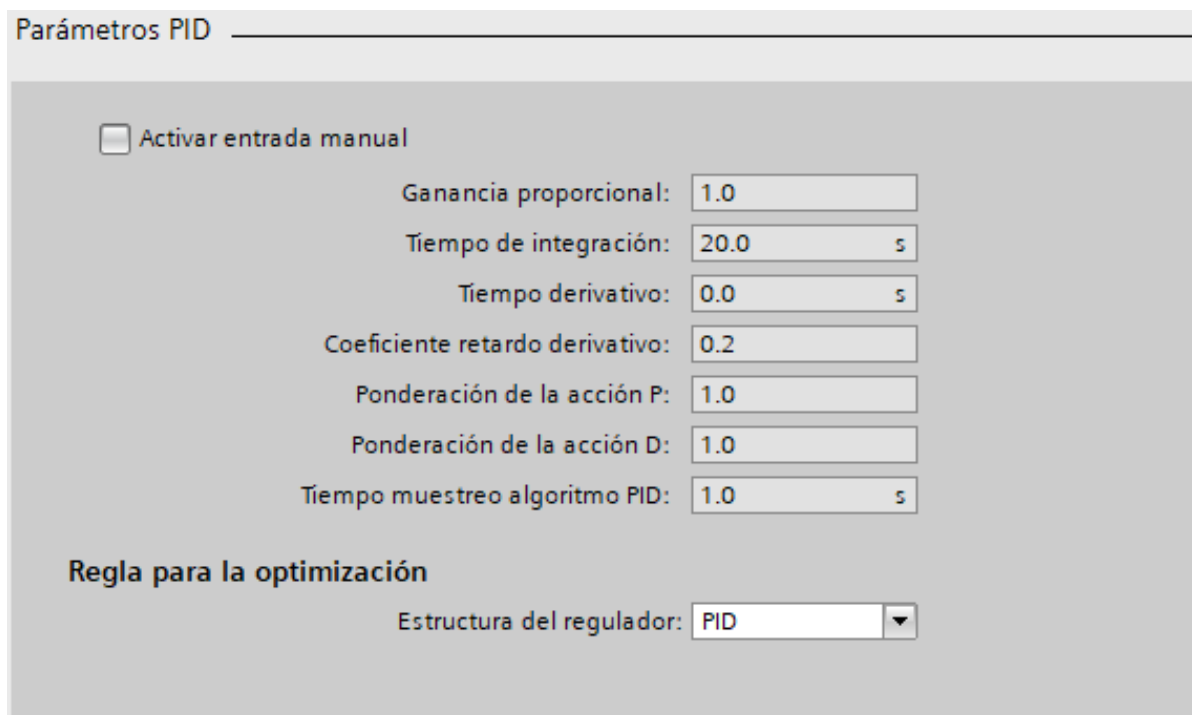 Parámetros PID
Activar entrada manual
Ganancia proporcional: 1.0
Tiempo de integración: 20.0 s
Tiempo derivativo: 0.0 s
Coeficiente retardo derivativo: 0.2
Ponderación de la acción P: 1.0
Ponderación de la acción D: 1.0
Tiempo muestreo algoritmo PID: 1.0 s
Regla para la optimización
Estructura del regulador: PID